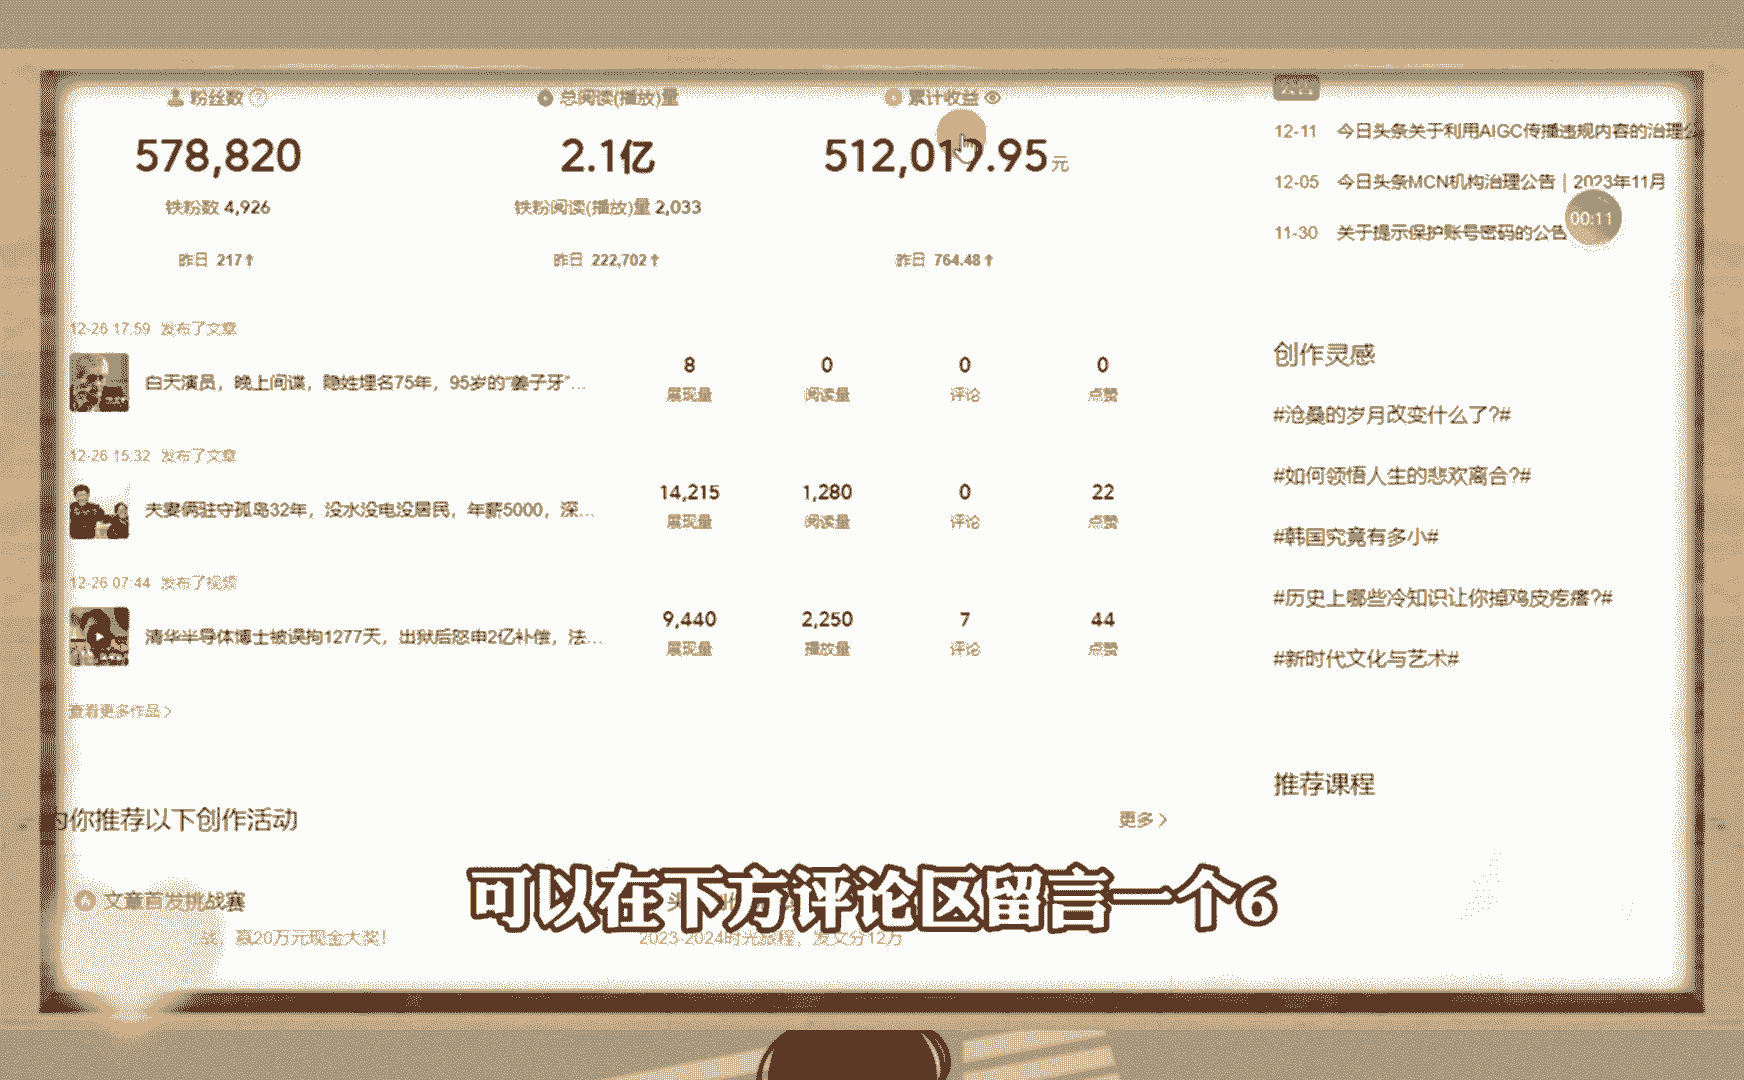 粉丝数
578,820
铁粉数 4,926
昨日 217↑
总阅读(播放)量
2.1亿
铁粉阅读(播放)量 2,033
昨日 222,702↑
累计收益
512,019.95元
昨日 764.48↑
公告
12-11 今日头条关于利用AIGC传播违规内容的治理公
12-05 今日头条MCN机构治理公告 | 2023年11月
11-30 关于提示保护账号密码的公告
00:11
12-26 17:59 发布了文章
白天演员，晚上间谍，隐姓埋名75年，95岁的“姜子牙”...
8 0 0 0
展现量 阅读量 评论 点赞
12-26 15:32 发布了文章
夫妻俩驻守孤岛32年，没水没电没居民，年薪5000，深...
14,215 1,280 0 22
展现量 阅读量 评论 点赞
12-26 07:44 发布了视频
清华半导体博士被误拘1277天，出狱后怒申2亿补偿，法...
9,440 2,250 7 44
展现量 播放量 评论 点赞
查看更多作品 >
创作灵感
#沧桑的岁月改变什么了?#
#如何领悟人生的悲欢离合?#
#韩国究竟有多小#
#历史上哪些冷知识让你掉鸡皮疙瘩?#
#新时代文化与艺术#
推荐课程
为你推荐以下创作活动
更多 >
文章首发挑战赛
战，赢20万元现金大奖！
头
2023-2024时光旅程，发文分12万
可以在下方评论区留言一个6